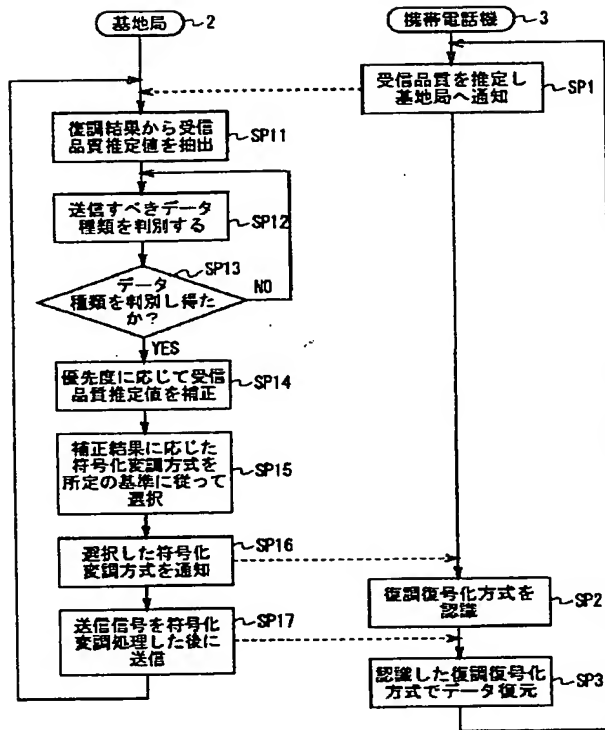 基地局
2
復調結果から受信
品質推定値を抽出
SP11
送信すべきデータ
種類を判別する
SP12
SP13
データ
種類を判別し得た
か?
NO
YES
優先度に応じて受信
品質推定値を補正
SP14
補正結果に応じた
符号化変調方式を
所定の基準に従って
選択
SP15
選択した符号化
変調方式を通知
SP16
送信信号を符号化
変調処理した後に
送信
SP17
携帯電話機
3
受信品質を推定し
基地局へ通知
SP1
復調復号化方式を
認識
SP2
認識した復調復号化
方式でデータ復元
SP3